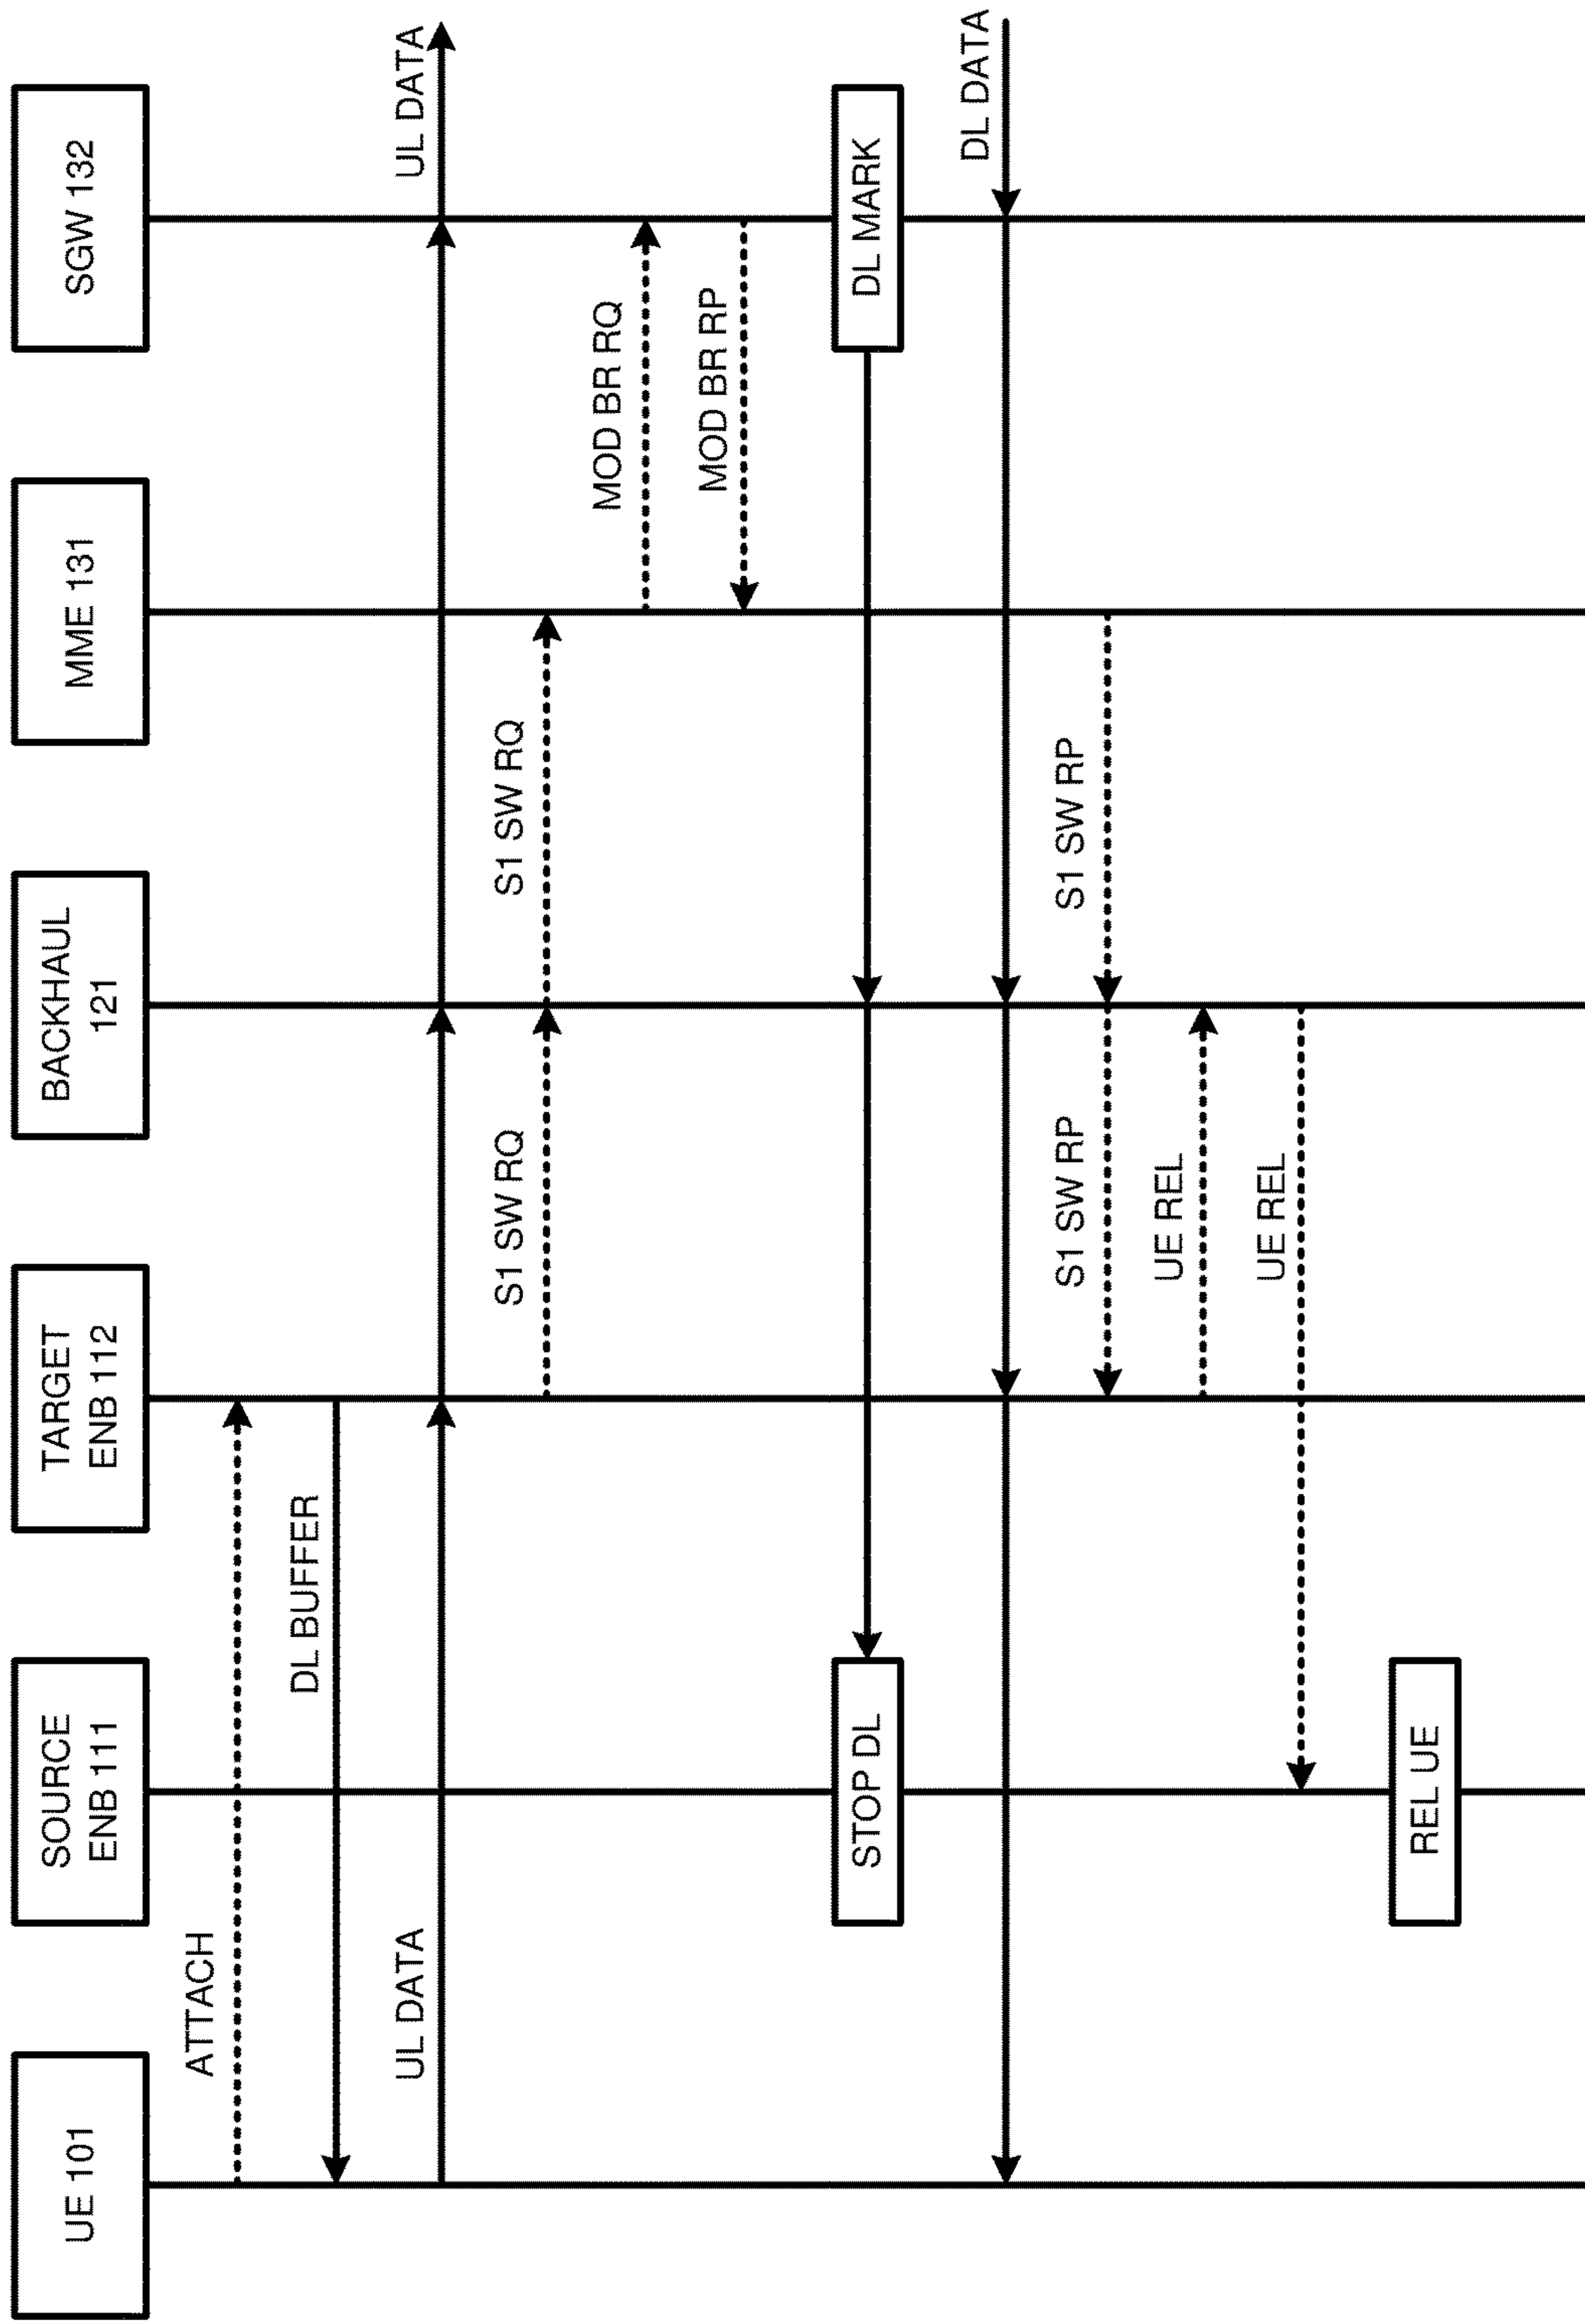 UE 101
SOURCE
ENB 111
TARGET
ENB 112
BACKHAUL
121
MME 131
SGW 132
ATTACH
DL BUFFER
UL DATA
UL DATA
S1 SW RQ
S1 SW RQ
MOD BR RQ
MOD BR RP
STOP DL
DL MARK
DL DATA
S1 SW RP
S1 SW RP
UE REL
UE REL
REL UE